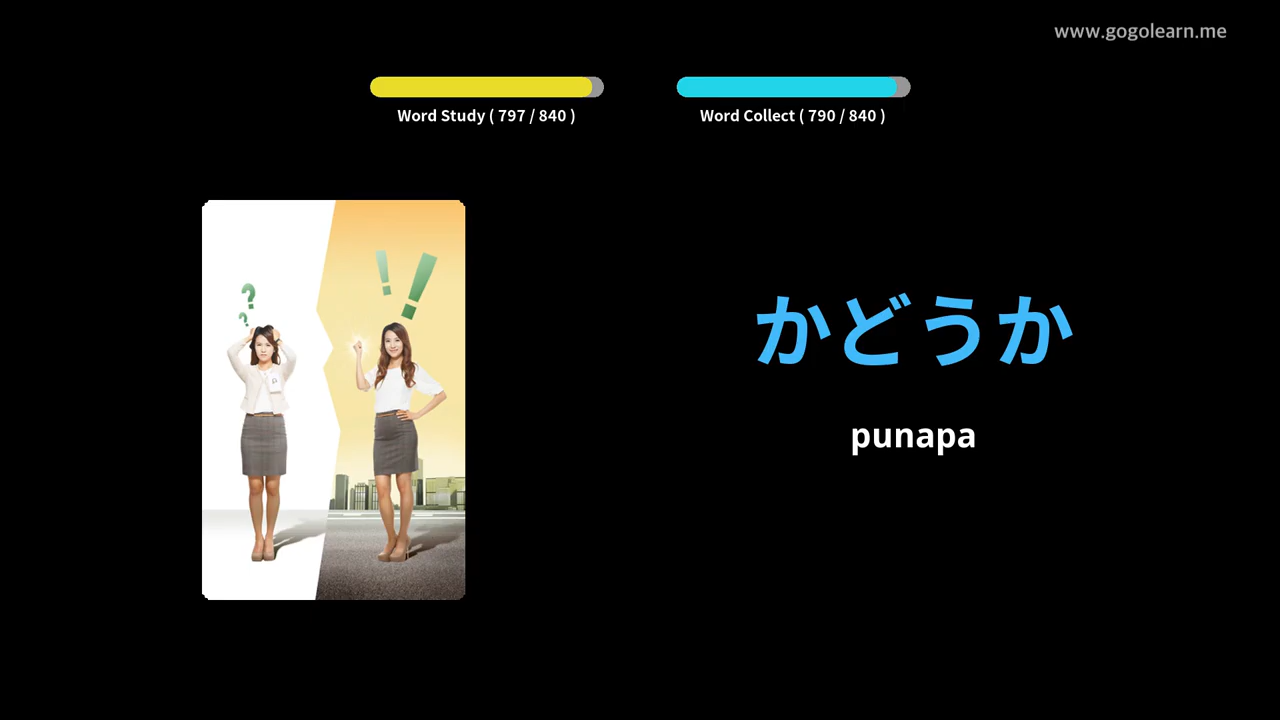 www.gogolearn.me
Word Study ( 797 / 840 )
Word Collect ( 790 / 840 )
? ?
! !
かどうか
punapa